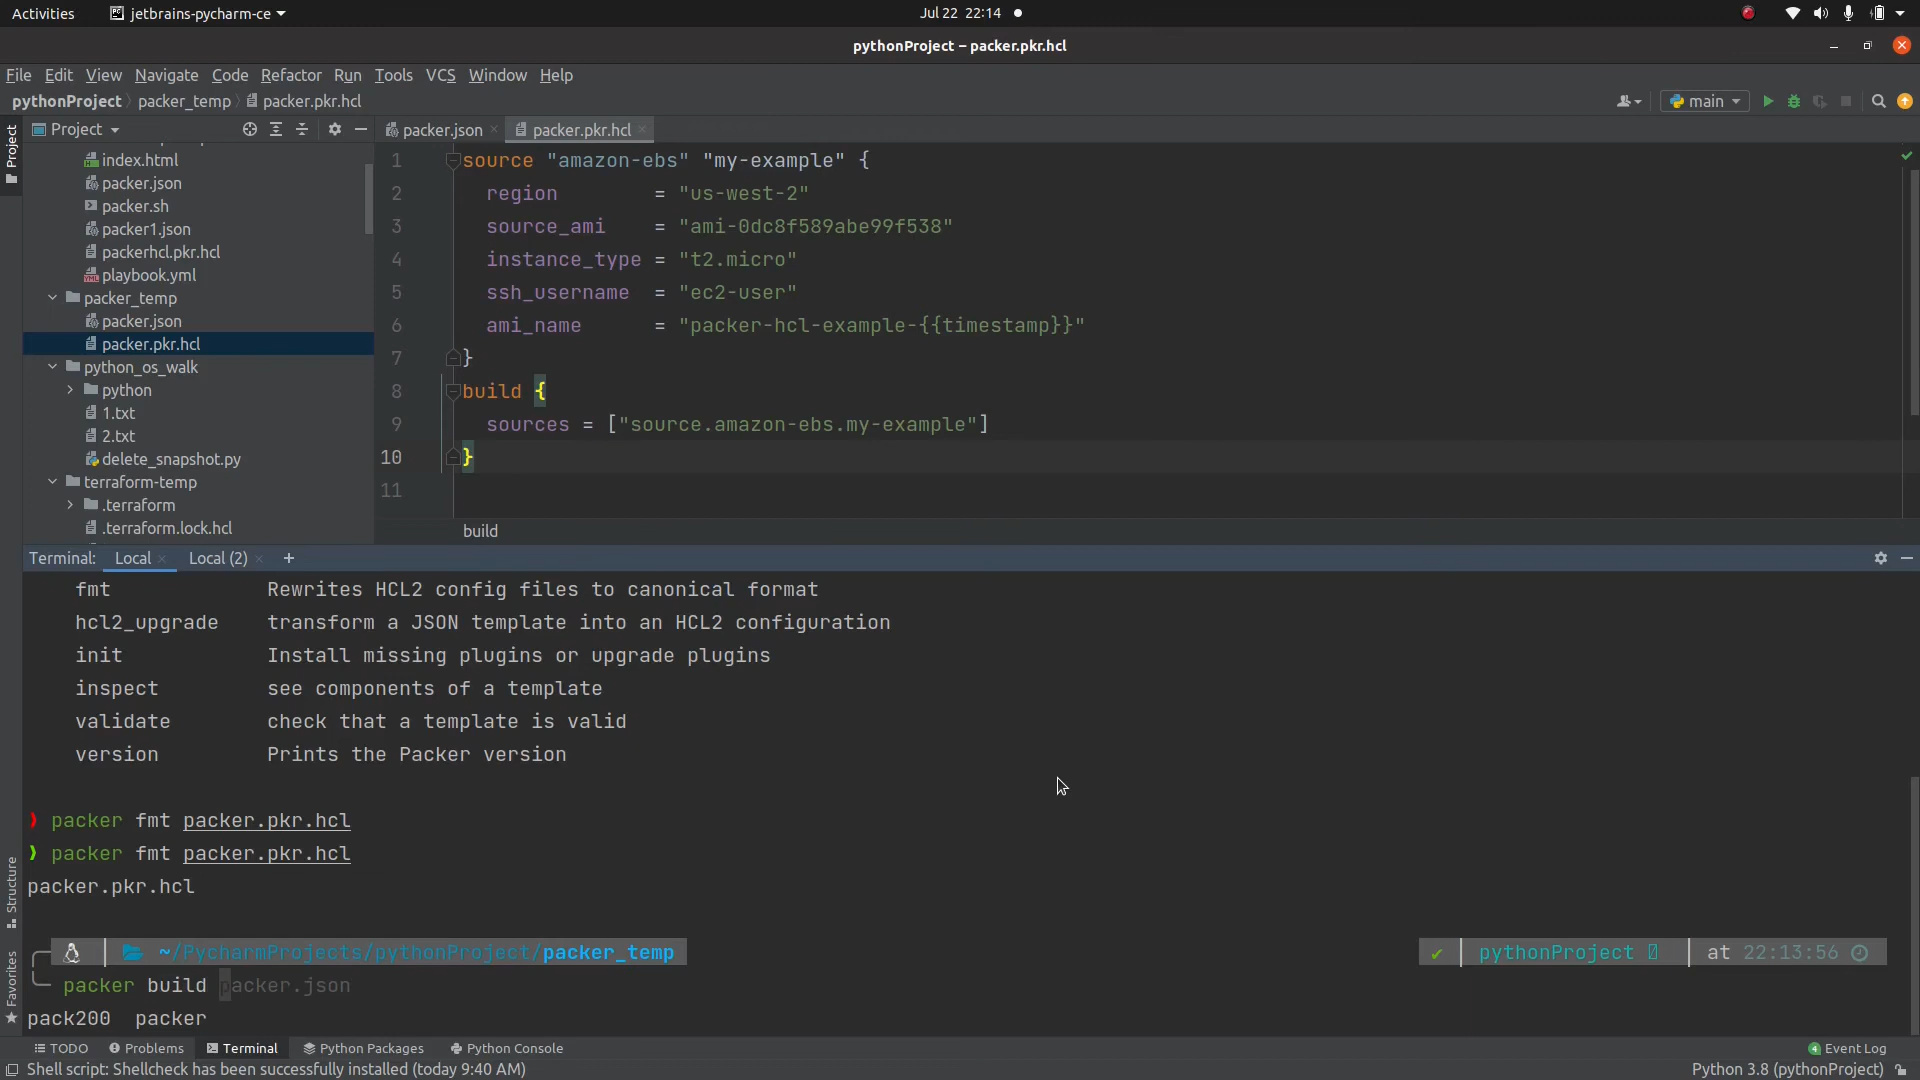 Activities jetbrains-pycharm-ce Jul 22 22:14
pythonProject – packer.pkr.hcl
File Edit View Navigate Code Refactor Run Tools VCS Window Help
pythonProject packer_temp packer.pkr.hcl main
Project packer.json packer.pkr.hcl
Project
index.html
packer.json
packer.sh
packer1.json
packerhcl.pkr.hcl
playbook.yml
packer_temp
packer.json
packer.pkr.hcl
python_os_walk
python
1.txt
2.txt
delete_snapshot.py
terraform-temp
.terraform
.terraform.lock.hcl
1 source "amazon-ebs" "my-example" {
2 region = "us-west-2"
3 source_ami = "ami-0dc8f589abe99f538"
4 instance_type = "t2.micro"
5 ssh_username = "ec2-user"
6 ami_name = "packer-hcl-example-{{timestamp}}"
7 }
8 build {
9 sources = ["source.amazon-ebs.my-example"]
10 }
11
build
Terminal: Local Local (2) +
fmt Rewrites HCL2 config files to canonical format
hcl2_upgrade transform a JSON template into an HCL2 configuration
init Install missing plugins or upgrade plugins
inspect see components of a template
validate check that a template is valid
version Prints the Packer version
❯ packer fmt packer.pkr.hcl
❯ packer fmt packer.pkr.hcl
packer.pkr.hcl
~/PycharmProjects/pythonProject/packer_temp ✔ pythonProject at 22:13:56
packer build packer.json
pack200 packer
Structure
Favorites
TODO Problems Terminal Python Packages Python Console 4 Event Log
Shell script: Shellcheck has been successfully installed (today 9:40 AM) Python 3.8 (pythonProject)